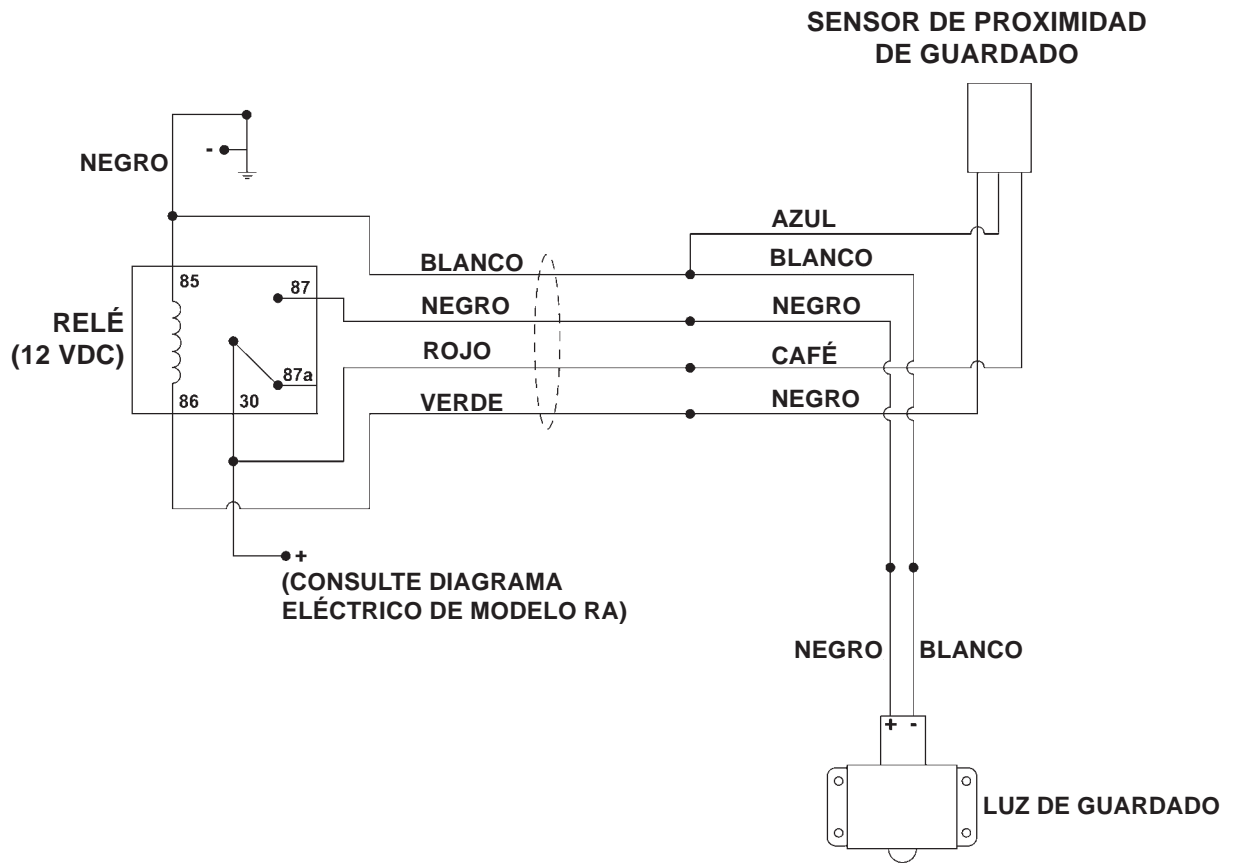 SENSOR DE PROXIMIDAD
DE GUARDADO
-
NEGRO
AZUL
BLANCO
BLANCO
85
87
NEGRO
NEGRO
RELÉ
(12 VDC)
ROJO
CAFÉ
87a
86
30
VERDE
NEGRO
+
(CONSULTE DIAGRAMA
ELÉCTRICO DE MODELO RA)
NEGRO
BLANCO
+ -
LUZ DE GUARDADO